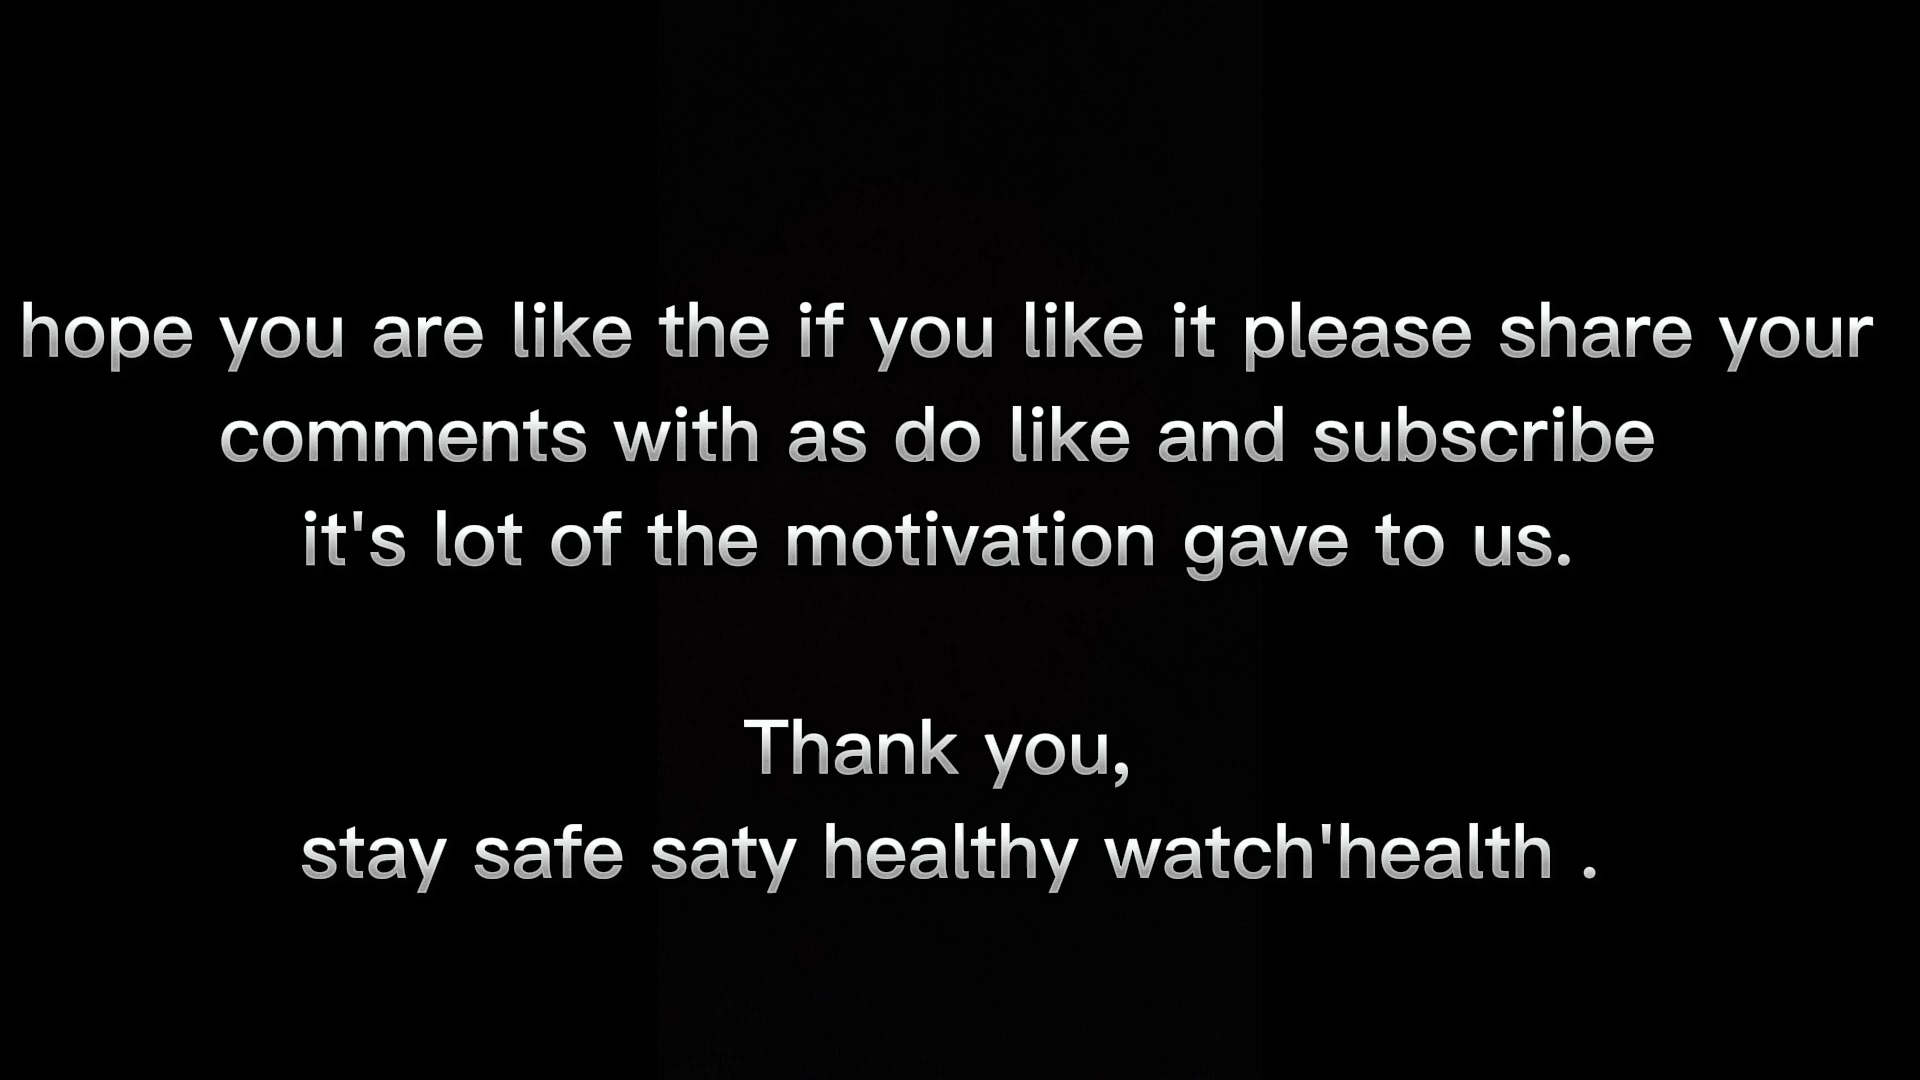 hope you are like the if you like it please share your
comments with as do like and subscribe
it's lot of the motivation gave to us.
Thank you,
stay safe saty healthy watch'health .